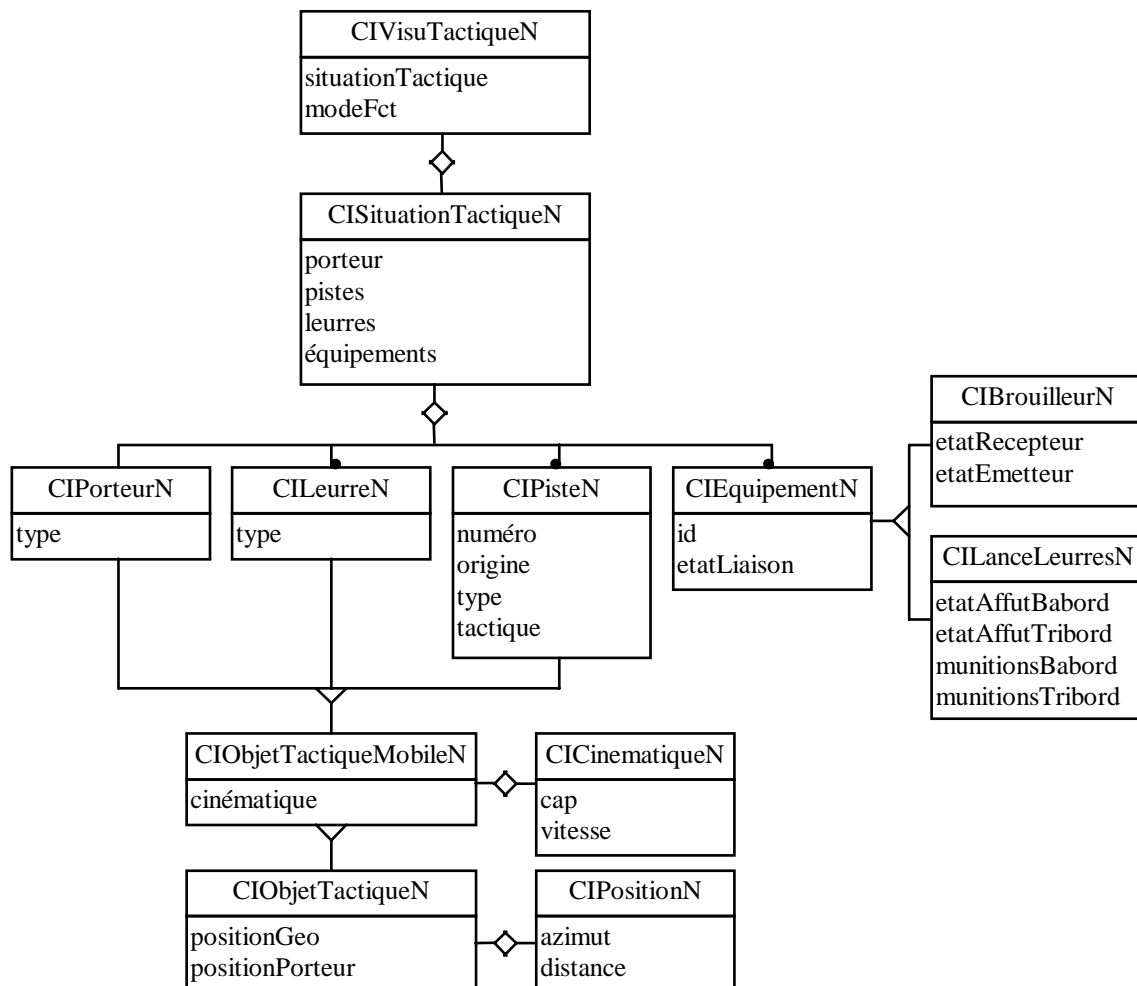 CIVisuTactiqueN
situationTactique
modeFct
CISituationTactiqueN
porteur
pistes
leurres
équipements
CIPorteurN
type
CILeurreN
type
CIPisteN
numéro
origine
type
tactique
CIEquipementN
id
etatLiaison
CIBrouilleurN
etatRecepteur
etatEmetteur
CILanceLeurresN
etatAffutBabord
etatAffutTribord
munitionsBabord
munitionsTribord
CIObjetTactiqueMobileN
cinématique
CICinematiqueN
cap
vitesse
CIObjetTactiqueN
positionGeo
positionPorteur
CIPositionN
azimut
distance